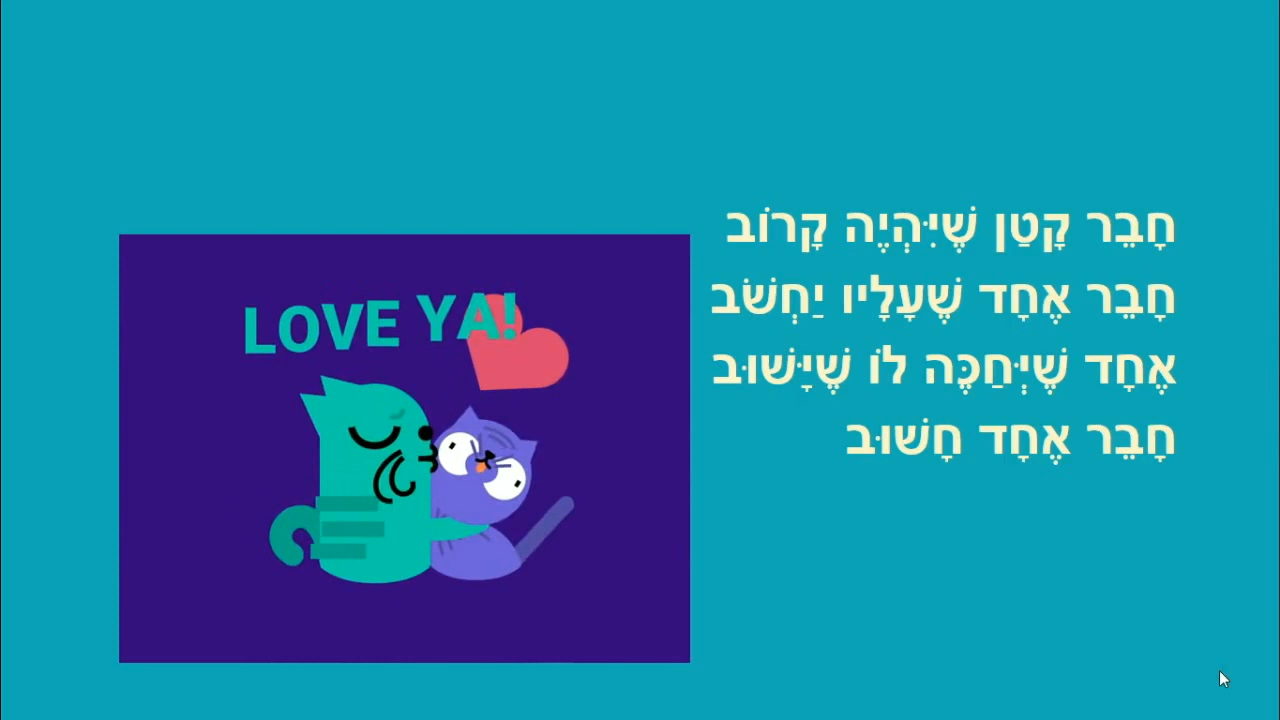 LOVE YA!
חָבֵר קָטַן שֶׁיִּהְיֶה קָרוֹב
חָבֵר אֶחָד שֶׁעָלָיו יַחְשֹׁב
אֶחָד שֶׁיְּחַכֶּה לוֹ שֶׁיָּשׁוּב
חָבֵר אֶחָד חָשׁוּב